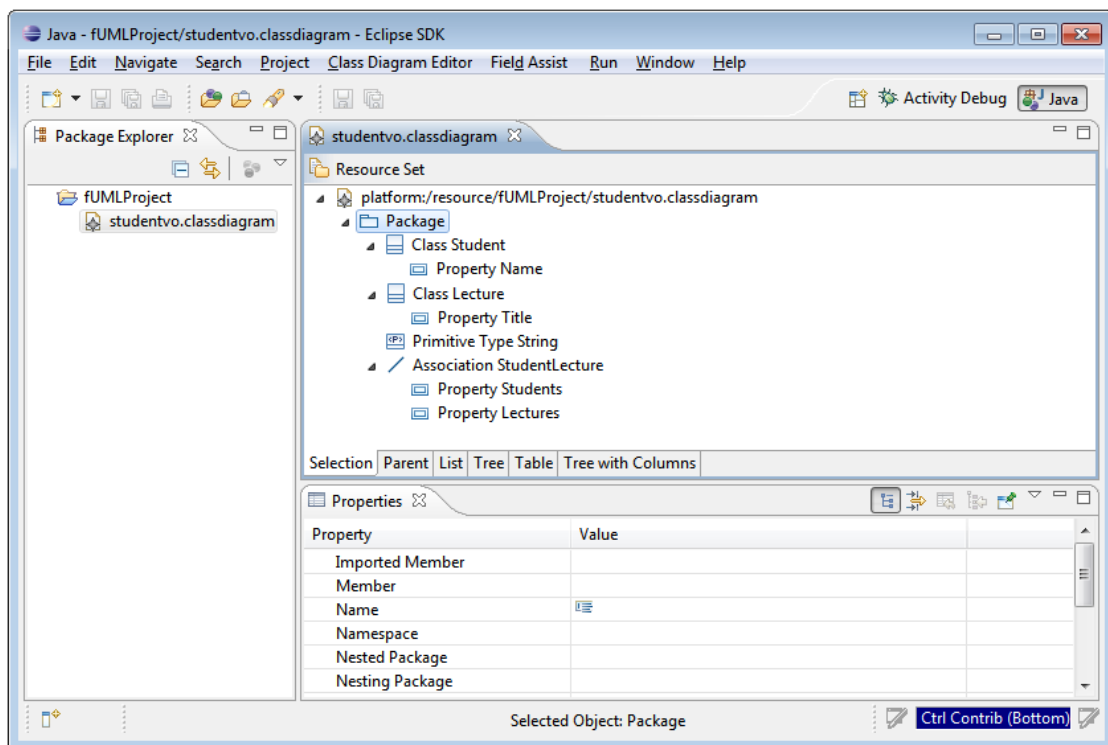 Java - fUMLProject/studentvo.classdiagram - Eclipse SDK
File Edit Navigate Search Project Class Diagram Editor Field Assist Run Window Help
Activity Debug Java
Package Explorer
fUMLProject
studentvo.classdiagram
studentvo.classdiagram
Resource Set
platform:/resource/fUMLProject/studentvo.classdiagram
Package
Class Student
Property Name
Class Lecture
Property Title
Primitive Type String
Association StudentLecture
Property Students
Property Lectures
Selection Parent List Tree Table Tree with Columns
Properties
Property Value
Imported Member
Member
Name
Namespace
Nested Package
Nesting Package
Selected Object: Package
Ctrl Contrib (Bottom)